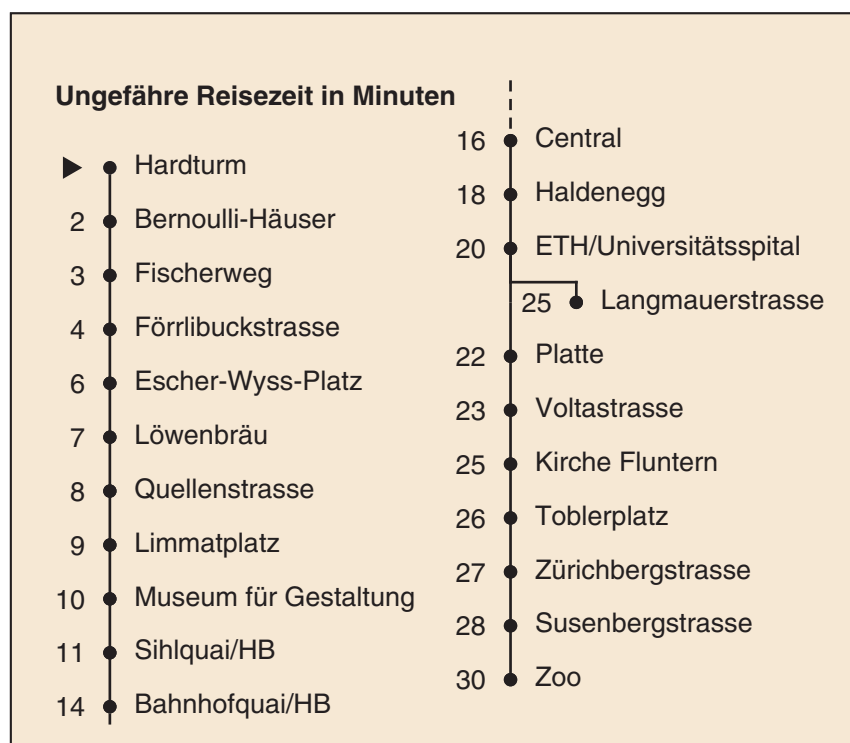 Ungefähre Reisezeit in Minuten
Hardturm
2 Bernoulli-Häuser
3 Fischerweg
4 Förrlibuckstrasse
6 Escher-Wyss-Platz
7 Löwenbräu
8 Quellenstrasse
9 Limmatplatz
10 Museum für Gestaltung
11 Sihlquai/HB
14 Bahnhofquai/HB
16 Central
18 Haldenegg
20 ETH/Universitätsspital
25 Langmauerstrasse
22 Platte
23 Voltastrasse
25 Kirche Fluntern
26 Toblerplatz
27 Zürichbergstrasse
28 Susenbergstrasse
30 Zoo